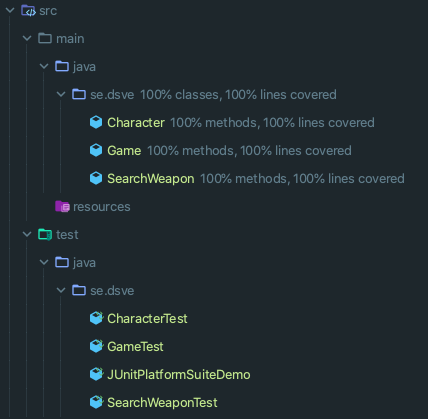 src
main
java
se.dsve 100% classes, 100% lines covered
Character 100% methods, 100% lines covered
Game 100% methods, 100% lines covered
SearchWeapon 100% methods, 100% lines covered
resources
test
java
se.dsve
CharacterTest
GameTest
JUnitPlatformSuiteDemo
SearchWeaponTest